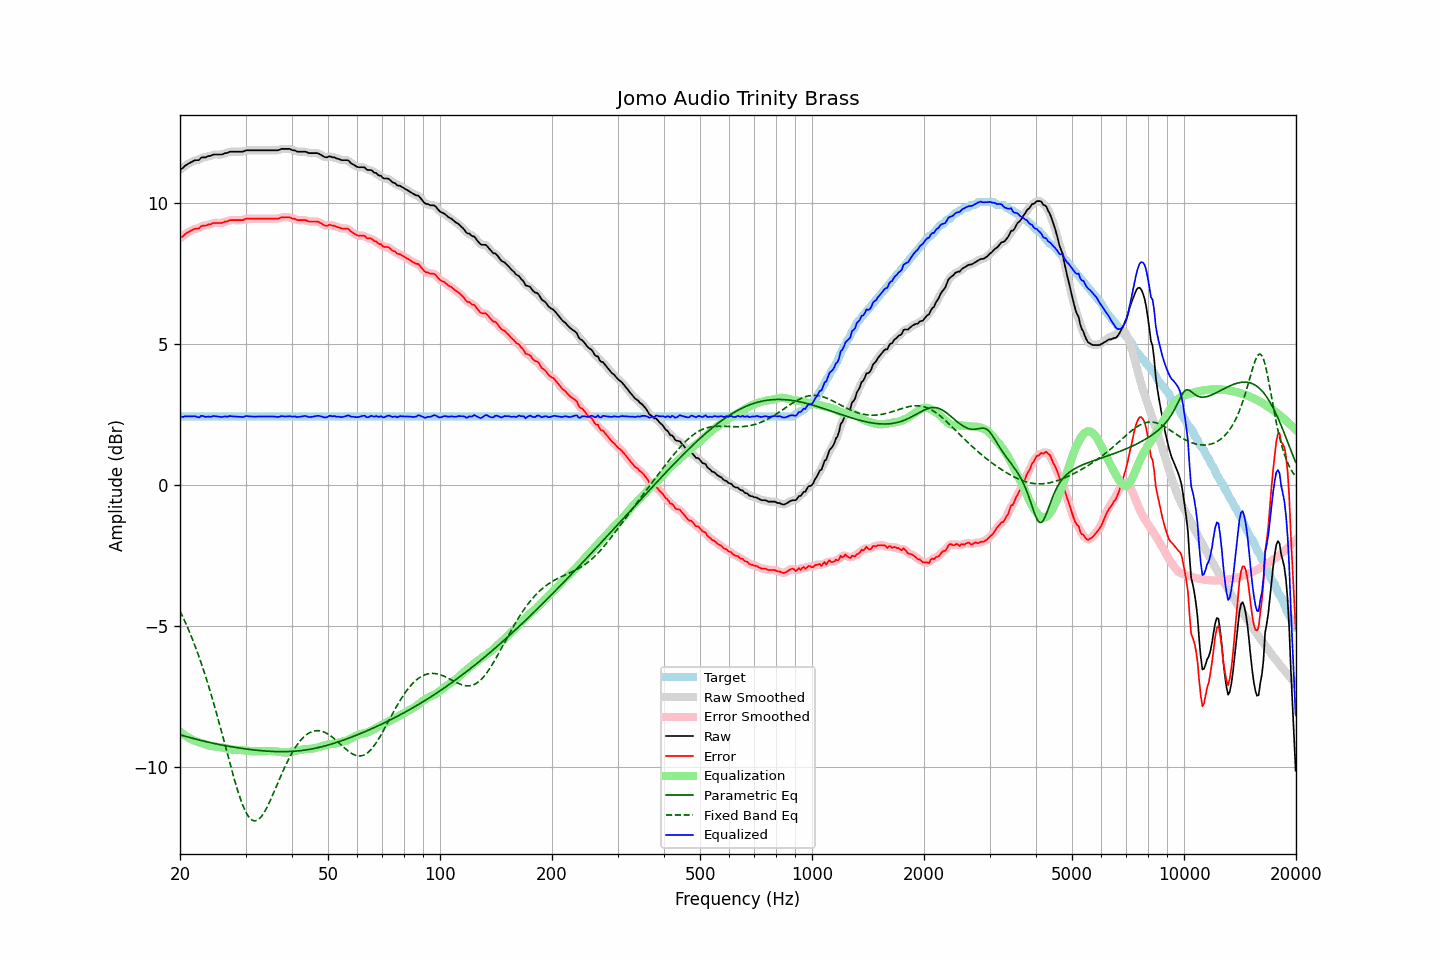 Jomo Audio Trinity Brass
Amplitude (dBr)
10
5
0
−5
−10
Target
Raw Smoothed
Error Smoothed
Raw
Error
Equalization
Parametric Eq
Fixed Band Eq
Equalized
20 50 100 200 500 1000 2000 5000 10000 20000
Frequency (Hz)